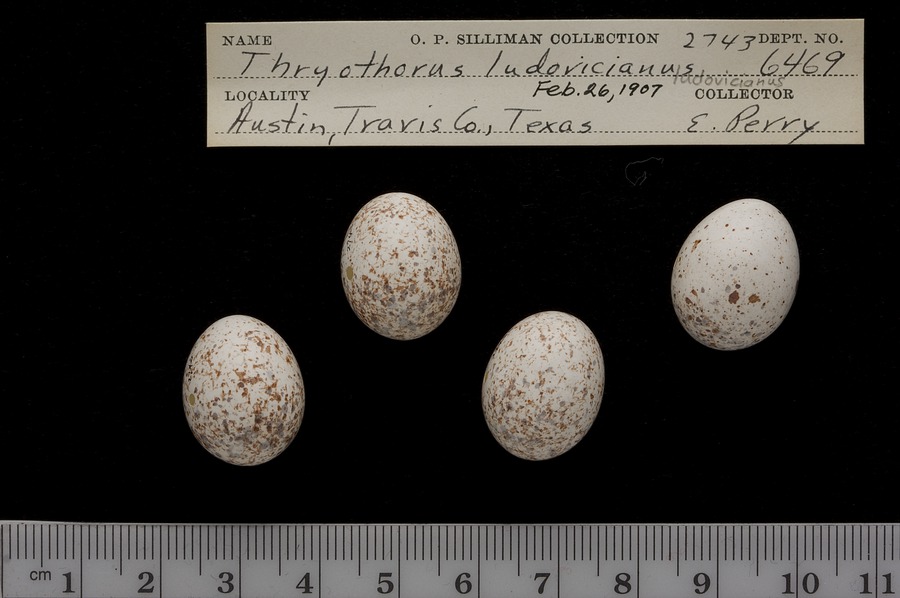 NAME O. P. SILLIMAN COLLECTION 2743 DEPT. NO.
Thryothorus ludovicianus 6469
ludovicianus
LOCALITY Feb. 26, 1907 COLLECTOR
Austin, Travis Co., Texas E. Perry
cm 1 2 3 4 5 6 7 8 9 10 11